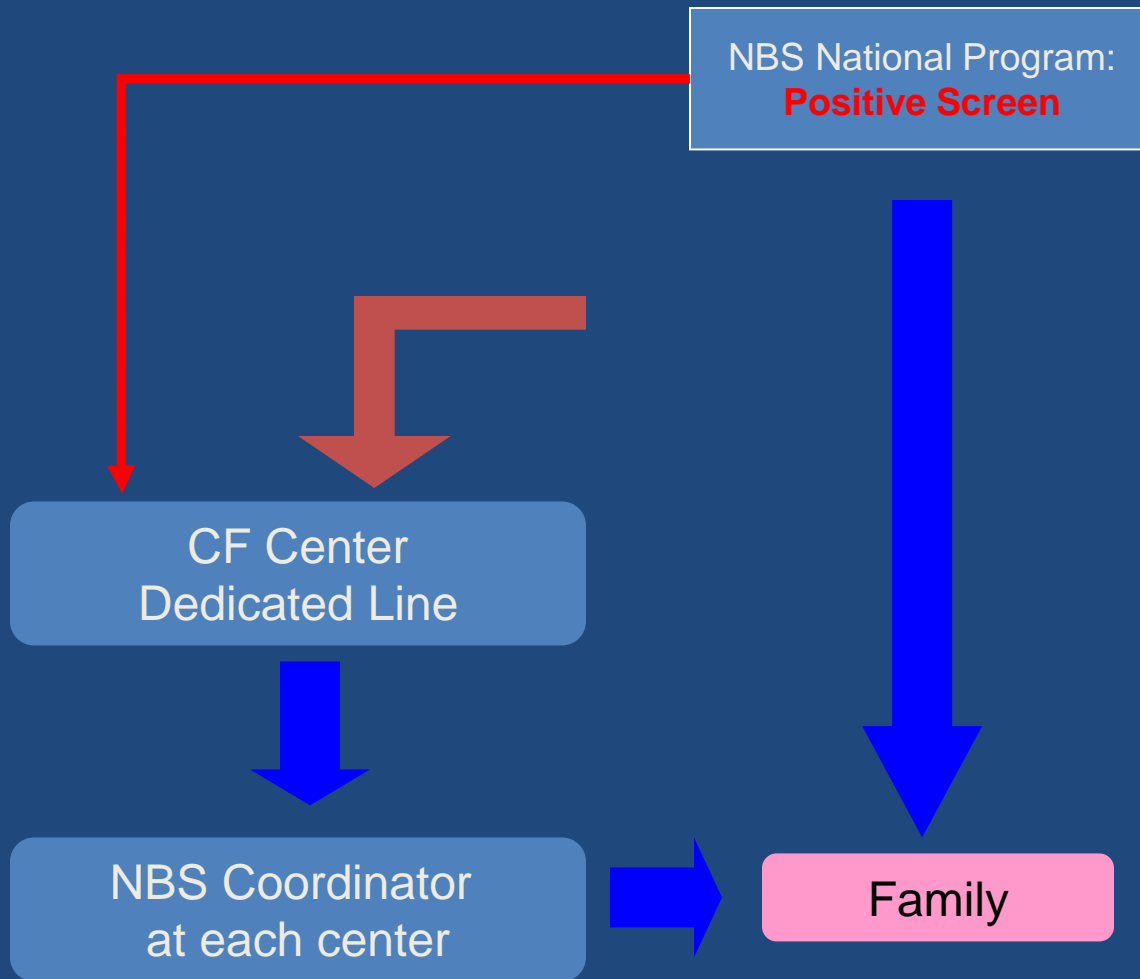 NBS National Program:
Positive Screen
CF Center
Dedicated Line
NBS Coordinator
at each center
Family